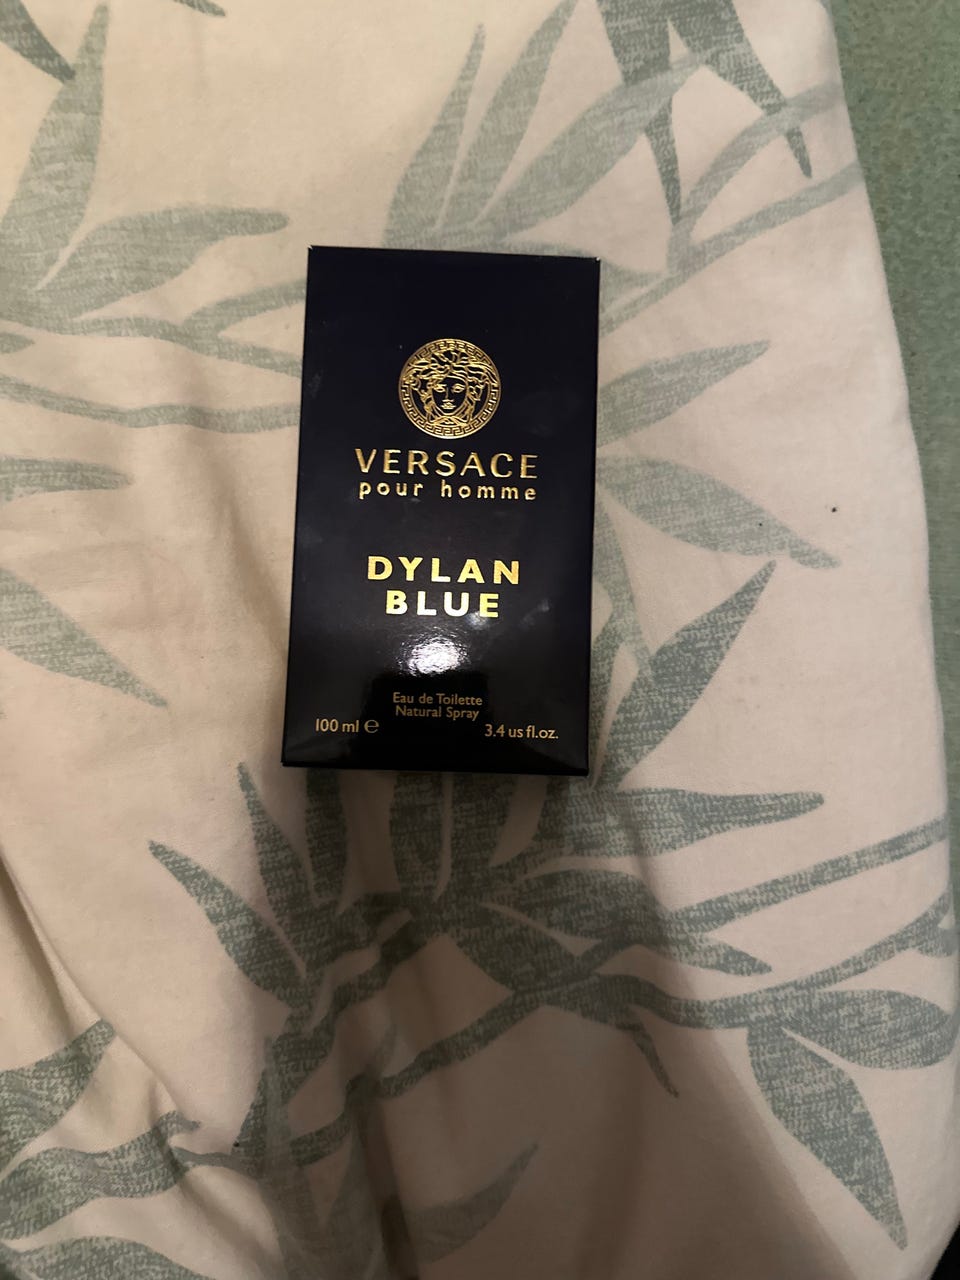 VERSACE
pour homme
DYLAN
BLUE
Eau de Toilette
Natural Spray
100 ml ℮
3.4 us fl.oz.